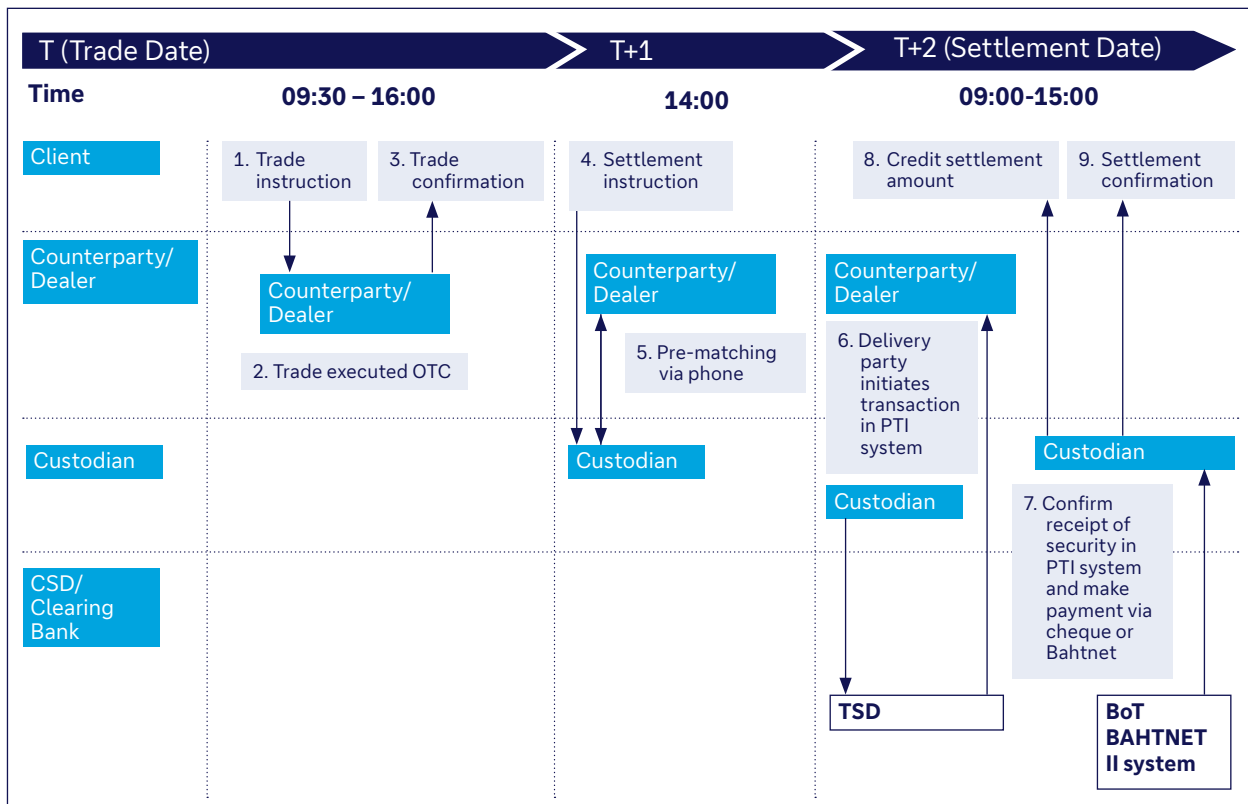 T (Trade Date)
T+1
T+2 (Settlement Date)
Time
09:30 – 16:00
14:00
09:00-15:00
Client
1. Trade
instruction
3. Trade
confirmation
4. Settlement
instruction
8. Credit settlement
amount
9. Settlement
confirmation
Counterparty/
Dealer
Counterparty/
Dealer
2. Trade executed OTC
Counterparty/
Dealer
5. Pre-matching
via phone
Counterparty/
Dealer
6. Delivery
party
initiates
transaction
in PTI
system
Custodian
Custodian
Custodian
Custodian
7. Confirm
receipt of
security in
PTI system
and make
payment via
cheque or
Bahtnet
CSD/
Clearing
Bank
TSD
BoT
BAHTNET
II system